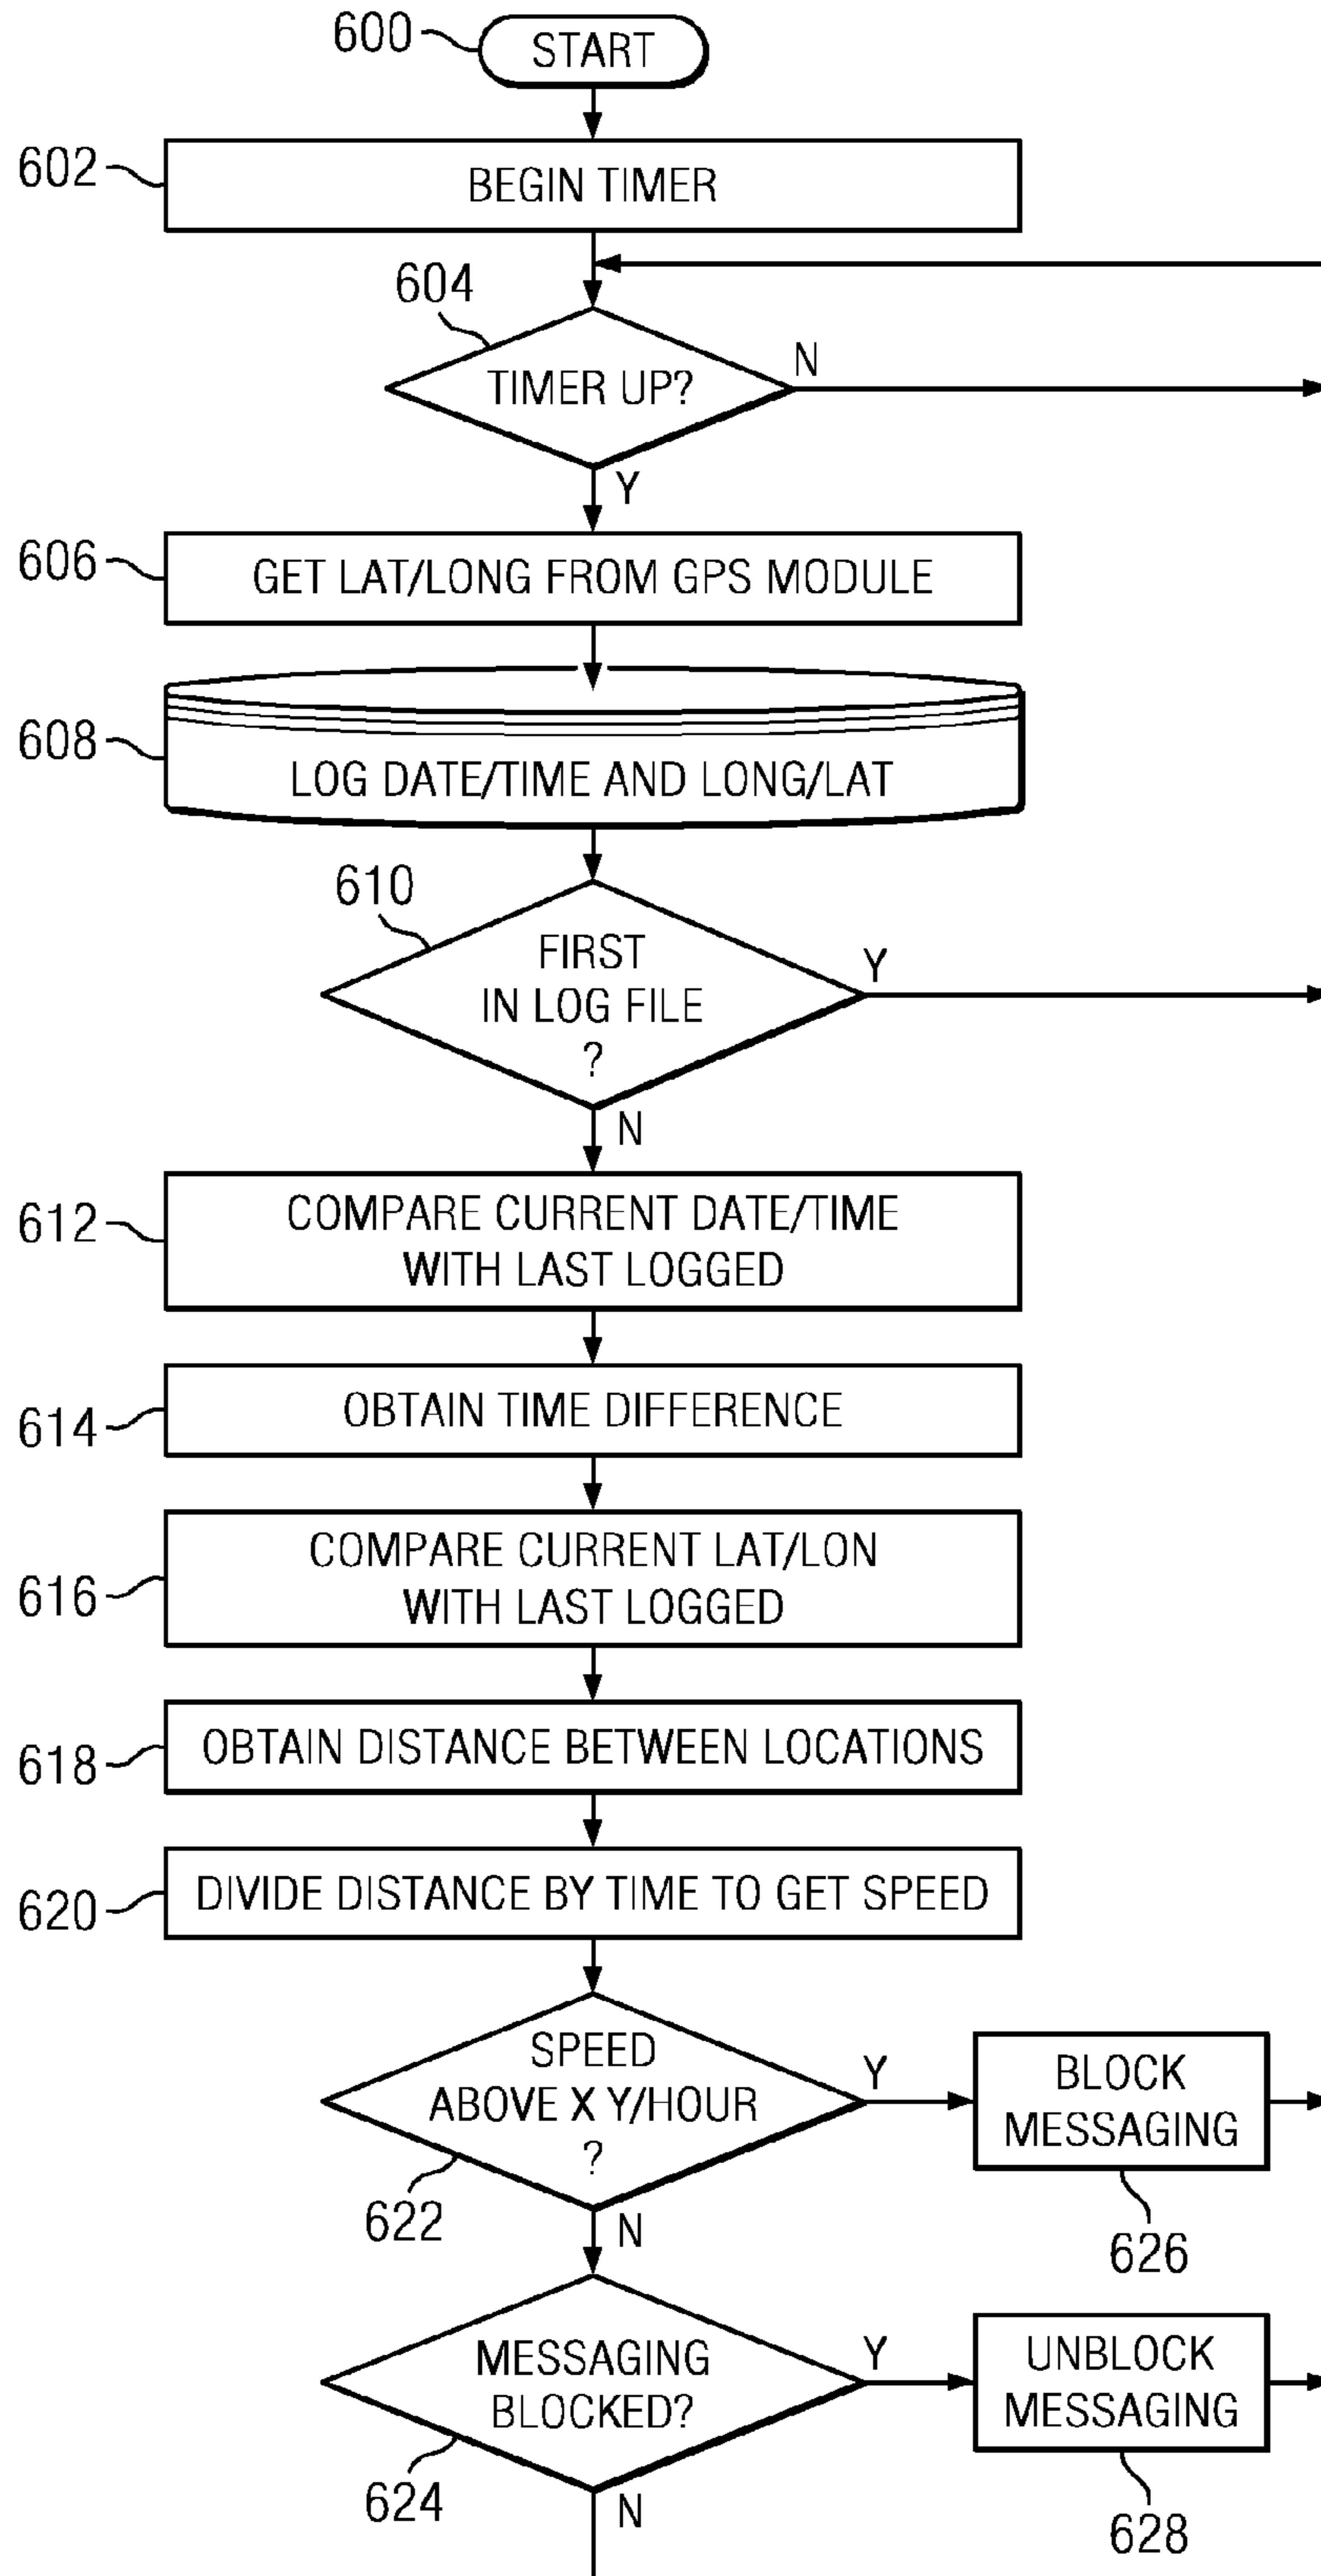 600
START
602
BEGIN TIMER
604
TIMER UP?
N
Y
606
GET LAT/LONG FROM GPS MODULE
608
LOG DATE/TIME AND LONG/LAT
610
FIRST
IN LOG FILE
?
Y
N
612
COMPARE CURRENT DATE/TIME
WITH LAST LOGGED
614
OBTAIN TIME DIFFERENCE
616
COMPARE CURRENT LAT/LON
WITH LAST LOGGED
618
OBTAIN DISTANCE BETWEEN LOCATIONS
620
DIVIDE DISTANCE BY TIME TO GET SPEED
SPEED
ABOVE X Y/HOUR
?
622
Y
N
BLOCK
MESSAGING
626
MESSAGING
BLOCKED?
624
Y
N
UNBLOCK
MESSAGING
628